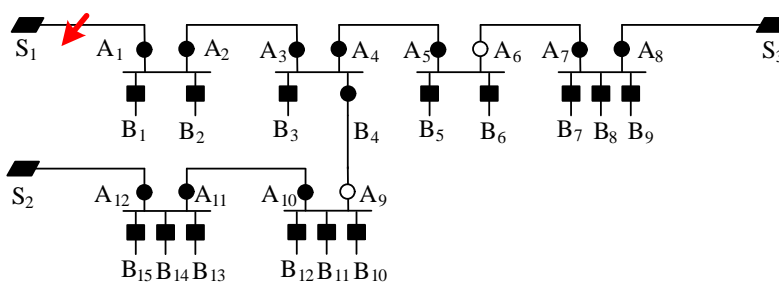 S1 A1 A2 A3 A4 A5 A6 A7 A8 S3
B1 B2 B3 B4 B5 B6 B7 B8 B9
S2 A12 A11 A10 A9
B15 B14 B13 B12 B11 B10